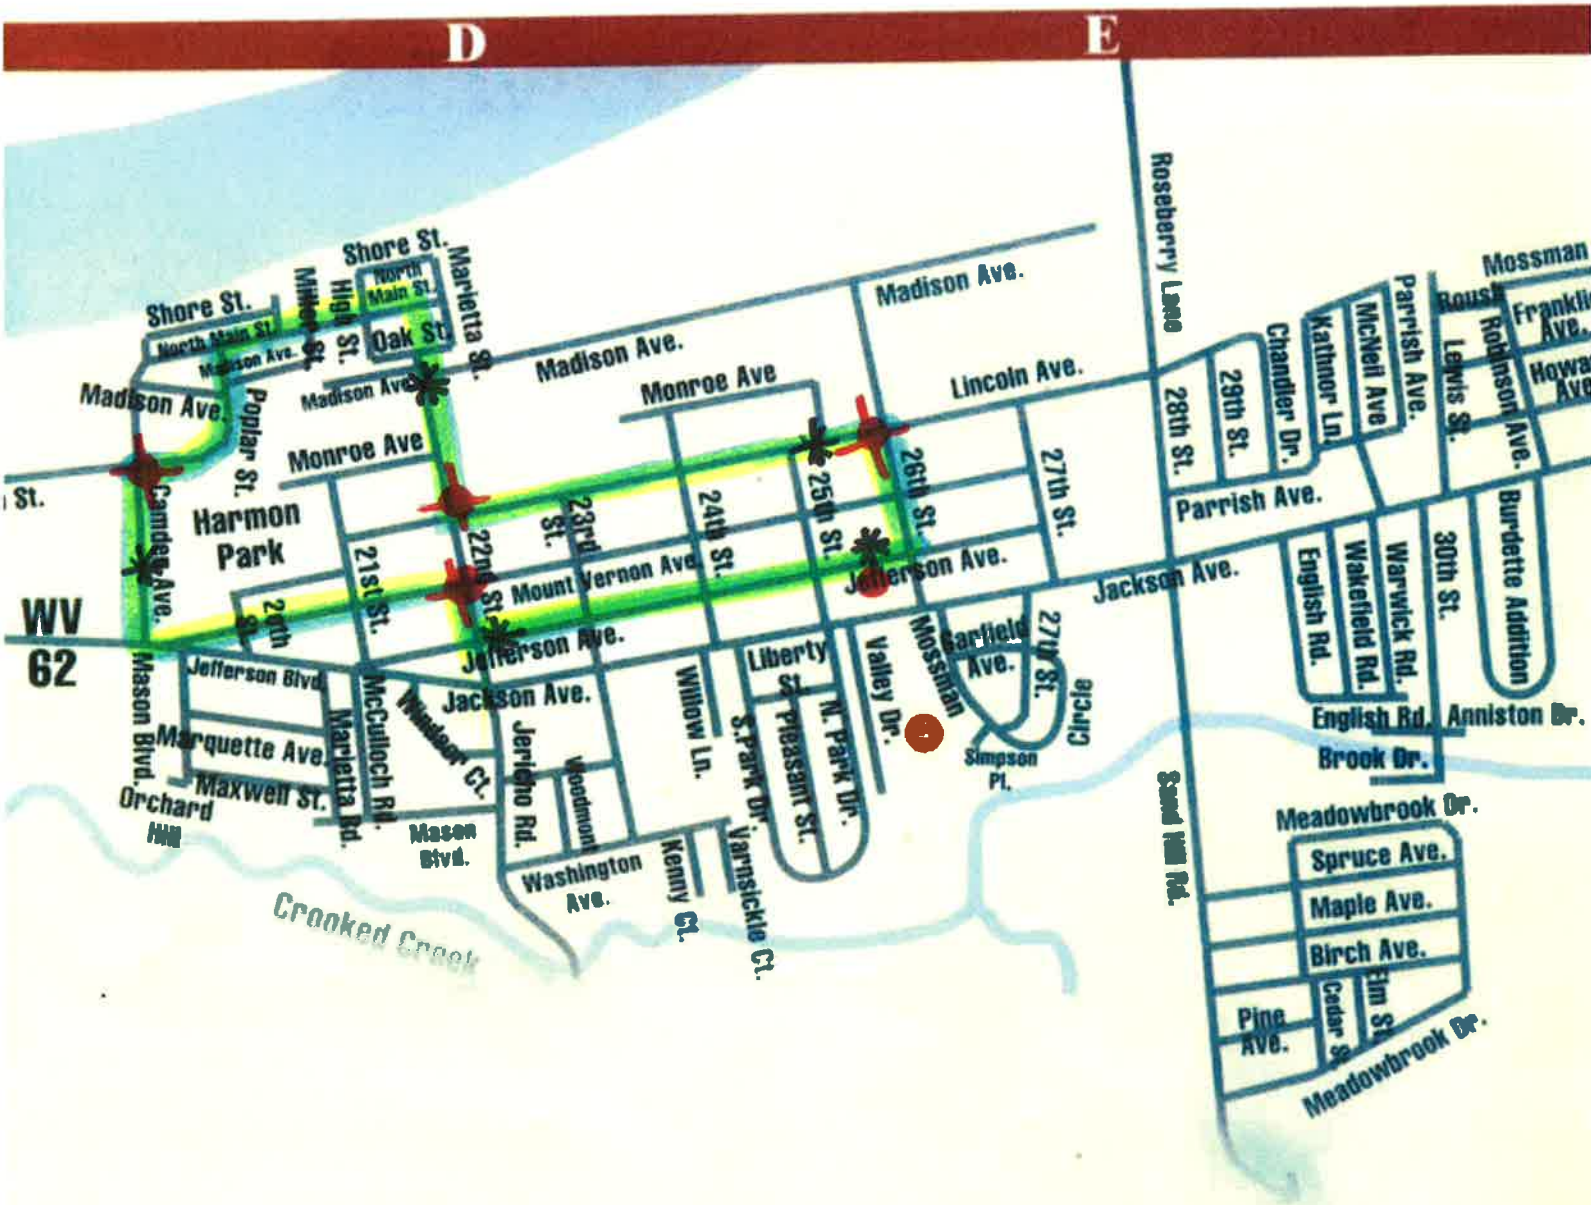 D
E
Roseberry Lane
Shore St.
North
Main St.
Marietta St.
Shore St.
Miller St.
High St.
North Main St.
Oak St.
Madison Ave.
Madison Ave.
Madison Ave.
Madison Ave.
Madison Ave.
Poplar St.
Monroe Ave
Monroe Ave
Lincoln Ave.
Mossman
Roush
Franklin
Ave.
Parrish Ave.
McNeil Ave
Kathnor Ln.
Chandler Dr.
29th St.
28th St.
Lewis St.
Robinson Ave.
Ave
St.
Camden Ave.
Harmon
Park
21st St.
22nd St.
23rd
St.
24th St.
25th St.
26th St.
27th St.
Parrish Ave.
Mount Vernon Ave
Jefferson Ave.
Jackson Ave.
20th
St.
WV
62
Jefferson Ave.
Jackson Ave.
Jefferson Blvd.
Mason Blvd.
Marquette Ave.
Maxwell St.
Orchard
Hill
Marietta Rd.
McCulloch Rd.
Windsor Ct.
Mason
Blvd.
Jericho Rd.
Woodmont
Washington
Ave.
Willow Ln.
Kenny Ct.
Varnsickle Ct.
Liberty
St.
S.Park Dr.
Pleasant St.
N. Park Dr.
Valley Dr.
Mossman
Circle
Garfield
Ave.
27th St.
Simpson
Pl.
English Rd.
Wakefield Rd.
Warwick Rd.
30th St.
Burdette Addition
English Rd.
Anniston Dr.
Brook Dr.
Sand Hill Rd.
Meadowbrook Dr.
Spruce Ave.
Maple Ave.
Birch Ave.
Pine
Ave.
Cedar St
Elm St.
Meadowbrook Dr.
Crooked Creek